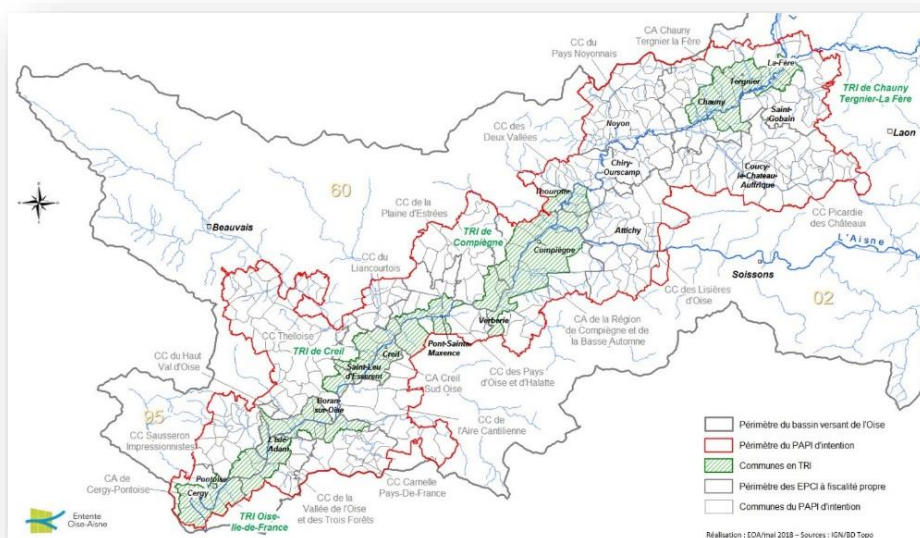 CA Chauny
Tergnier la Fère
CC du
Pays Noyonnais
La-Fère
Tergnier
TRI de Chauny
Tergnier-La Fère
Chauny
CC des
Deux Vallées
Noyon
Saint-
Gobain
Laon
Chiry-
Ourscamp
Coucy-
le-Chateau-
Auffrique
60
Thourotte
CC de la
Plaine d'Estrées
CC Picardie
des Châteaux
Beauvais
TRI de
Compiègne
Attichy
L'Aisne
Compiègne
CC du
Liancourtois
Soissons
CC des Lisières
d'Oise
02
CC Thelloise
Verberie
CA de la Région
de Compiègne et de
la Basse Automne
TRI de Creil
Creil
Pont-Sainte-
Maxence
CC du Haut
Val d'Oise
Saint-Leu
d'Esserent
CC des Pays
d'Oise et d'Halatte
CA Creil
Sud Oise
Boran-
sur-Oise
95
CC de
l'Aire Cantilienne
CC Sausseron
Impressionnistes
L'Isle-
Adam
CC Carnelle
Pays-De-France
CA de
Cergy-Pontoise
Pontoise
Cergy
CC de la
Vallée de l'Oise
et des Trois Forêts
TRI Oise-
Ile-de-France
Périmètre du bassin versant de l'Oise
Périmètre du PAPI d'intention
Communes en TRI
Périmètre des EPCI à fiscalité propre
Communes du PAPI d'intention
Entente
Oise-Aisne
Réalisation : EOA/mai 2018 – Sources : IGN/BD Topo